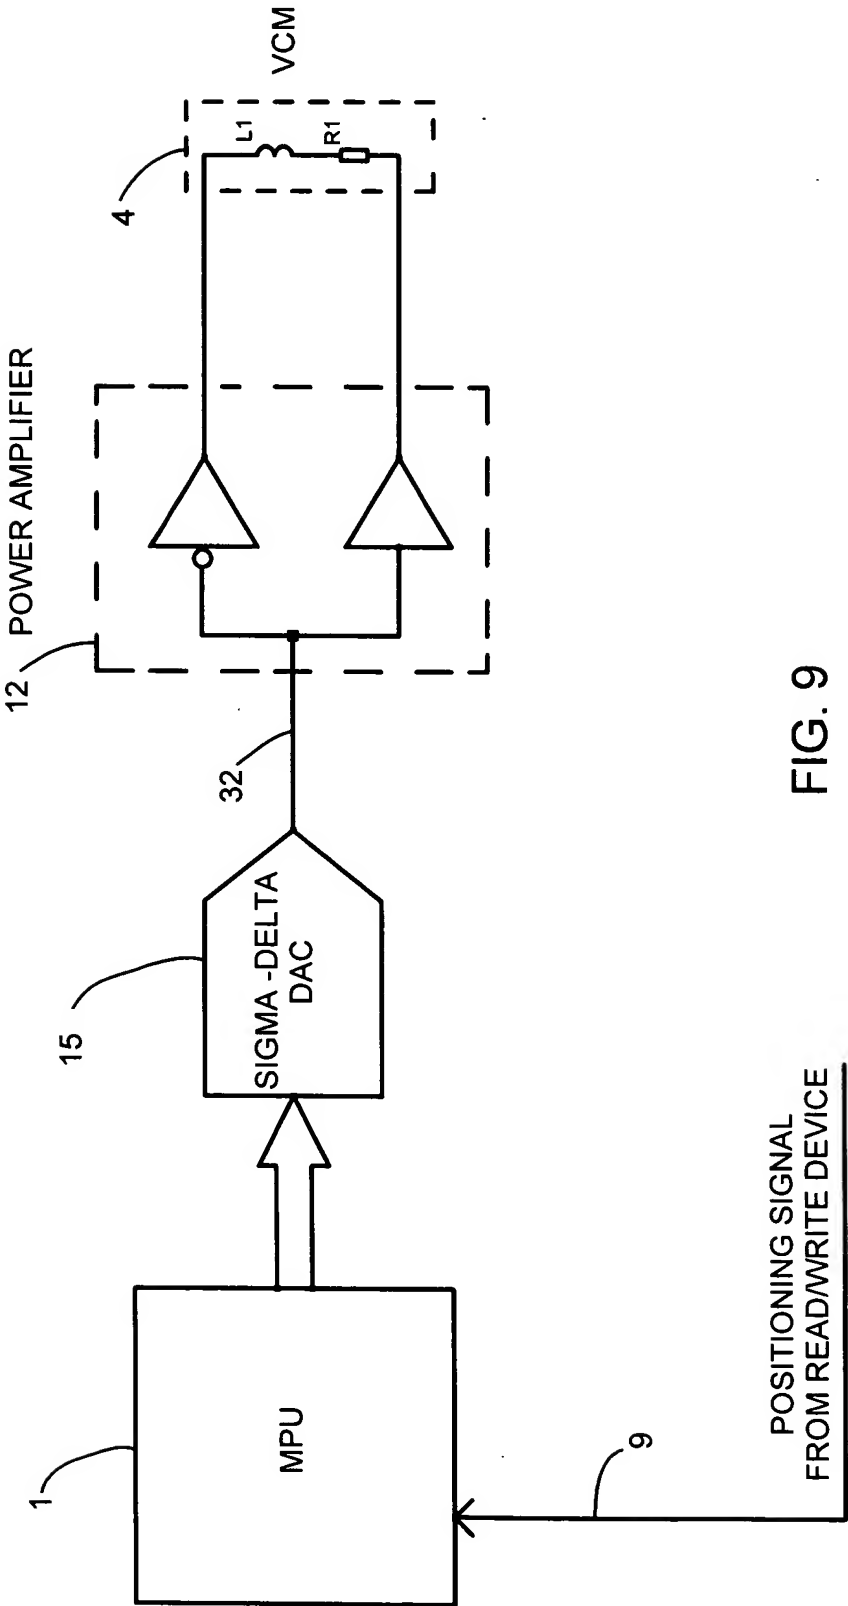 1
MPU
9
POSITIONING SIGNAL
FROM READ/WRITE DEVICE
15
SIGMA -DELTA
DAC
32
12
POWER AMPLIFIER
4
L1
R1
VCM
FIG. 9